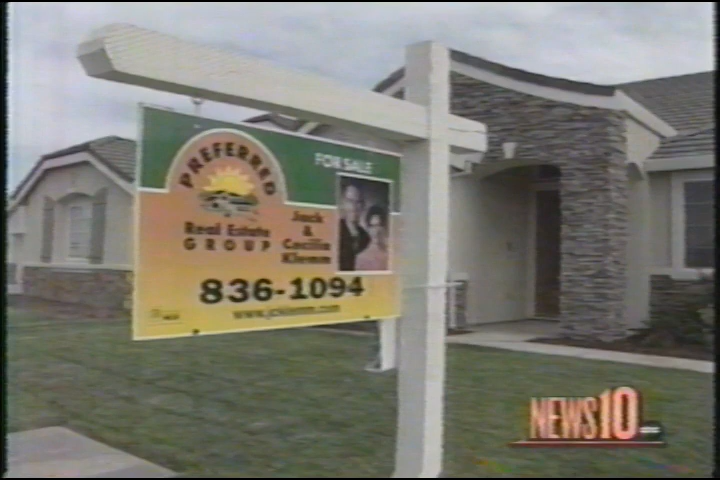 PREFERRED
Real Estate
GROUP
FOR SALE
Jack
&
Cecilia
Klemm
836-1094
www.jcklemm.com
NEWS10